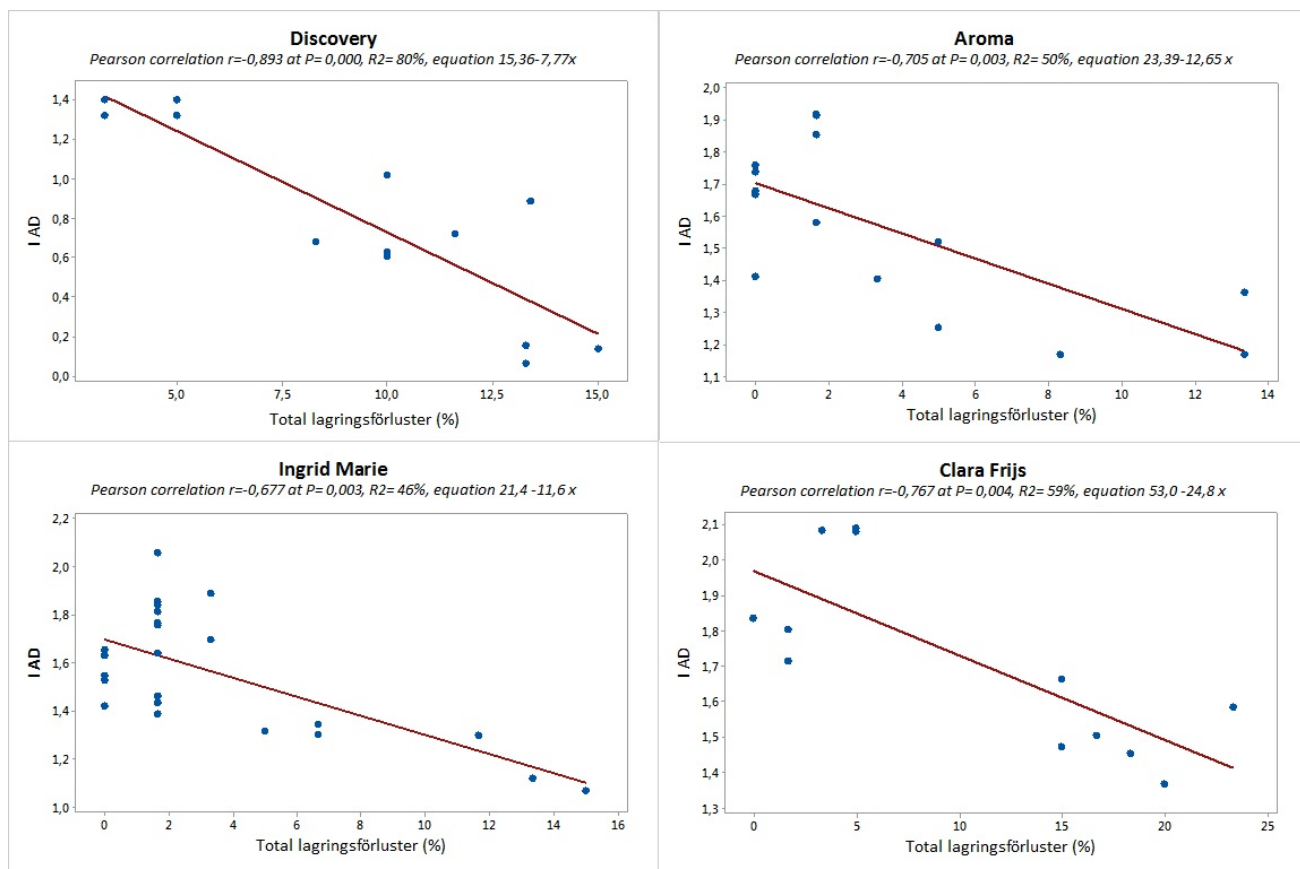 Discovery
Pearson correlation r=-0,893 at P= 0,000, R2= 80%, equation 15,36-7,77x
1,4
1,2
1,0
0,8
0,6
0,4
0,2
0,0
I AD
5,0 7,5 10,0 12,5 15,0
Total lagringsförluster (%)
Aroma
Pearson correlation r=-0,705 at P= 0,003, R2= 50%, equation 23,39-12,65 x
2,0
1,9
1,8
1,7
1,6
1,5
1,4
1,3
1,2
1,1
I AD
0 2 4 6 8 10 12 14
Total lagringsförluster (%)
Ingrid Marie
Pearson correlation r=-0,677 at P= 0,003, R2= 46%, equation 21,4 -11,6 x
2,2
2,0
1,8
1,6
1,4
1,2
1,0
I AD
0 2 4 6 8 10 12 14 16
Total lagringsförluster (%)
Clara Frijs
Pearson correlation r=-0,767 at P= 0,004, R2= 59%, equation 53,0 -24,8 x
2,1
2,0
1,9
1,8
1,7
1,6
1,5
1,4
1,3
I AD
0 5 10 15 20 25
Total lagringsförluster (%)